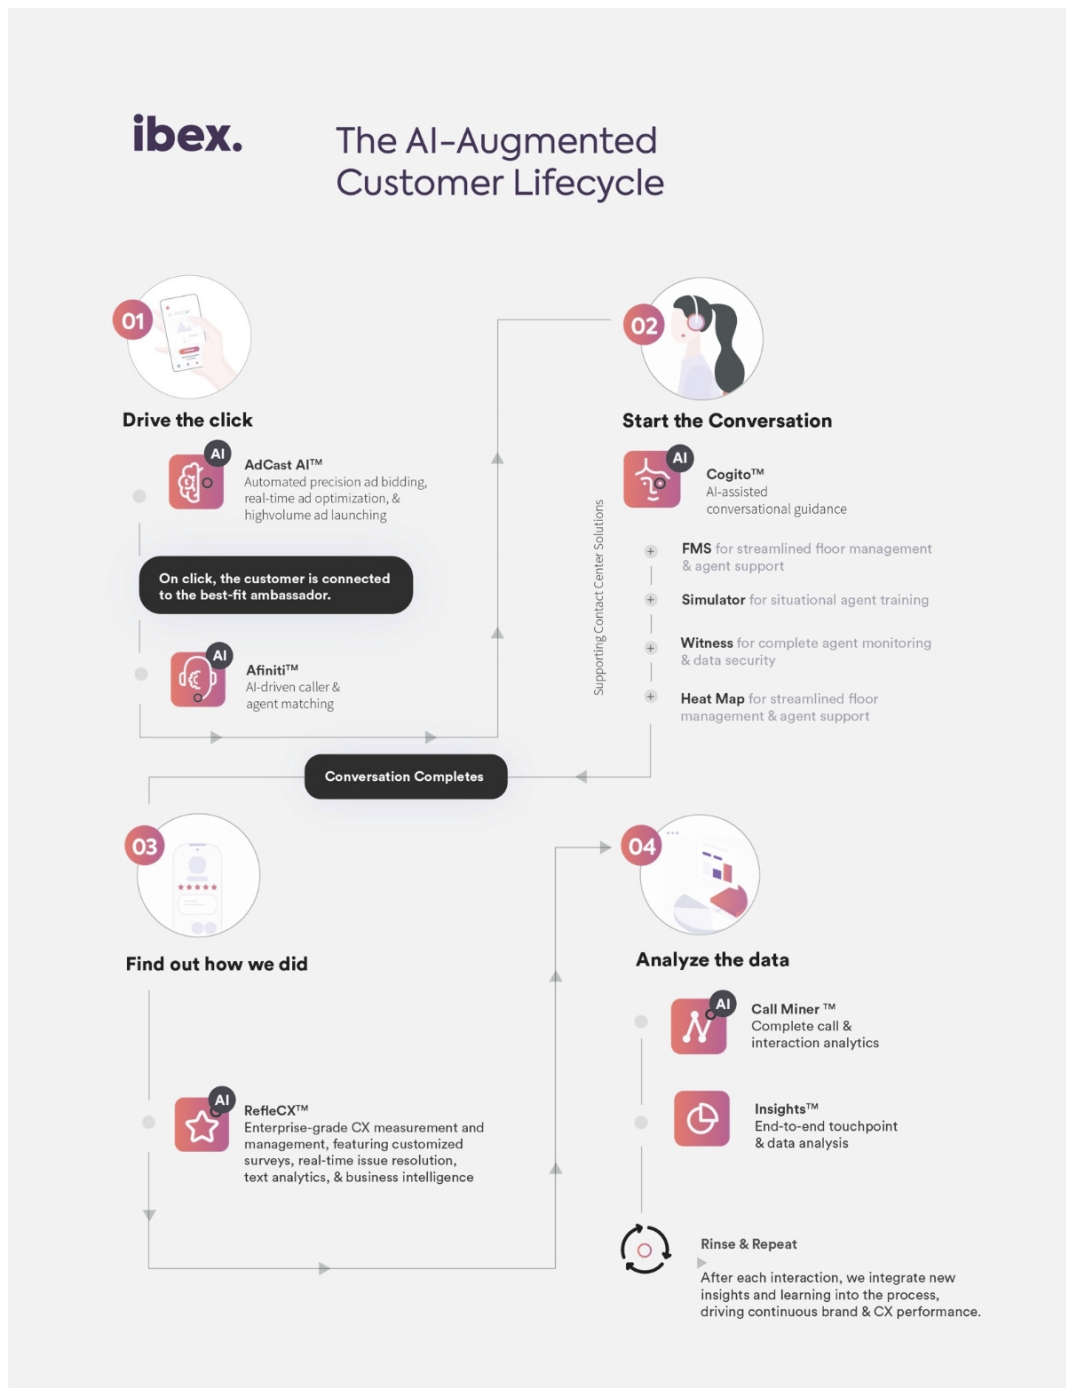 ibex.
The AI-Augmented
Customer Lifecycle
01
Drive the click
AI
AdCast AI™
Automated precision ad bidding,
real-time ad optimization, &
highvolume ad launching
On click, the customer is connected
to the best-fit ambassador.
AI
Afiniti™
AI-driven caller &
agent matching
02
Start the Conversation
AI
Cogito™
AI-assisted
conversational guidance
Supporting Contact Center Solutions
+ FMS for streamlined floor management
& agent support
+ Simulator for situational agent training
+ Witness for complete agent monitoring
& data security
+ Heat Map for streamlined floor
management & agent support
Conversation Completes
03
Find out how we did
AI
RefleCX™
Enterprise-grade CX measurement and
management, featuring customized
surveys, real-time issue resolution,
text analytics, & business intelligence
04
Analyze the data
AI
Call Miner ™
Complete call &
interaction analytics
Insights™
End-to-end touchpoint
& data analysis
Rinse & Repeat
After each interaction, we integrate new
insights and learning into the process,
driving continuous brand & CX performance.